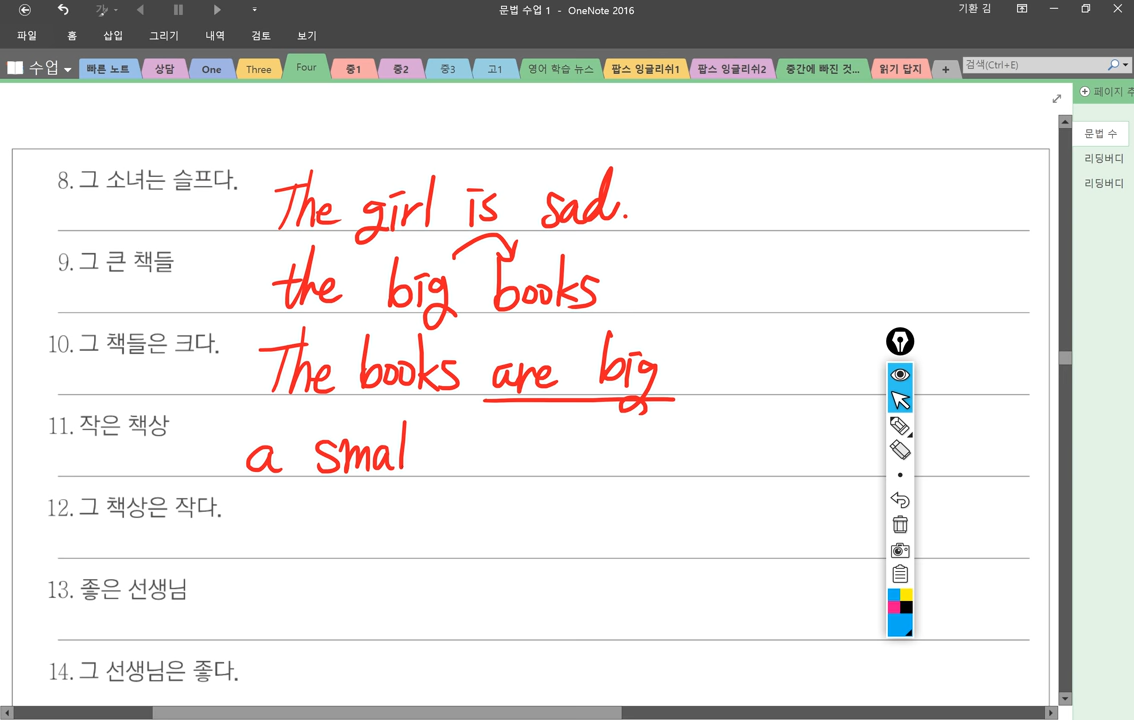 문법 수업 1 - OneNote 2016
기환 김
파일 홈 삽입 그리기 내역 검토 보기
수업 빠른 노트 상담 One Three Four 중1 중2 중3 고1 영어 학습 뉴스 팝스 잉글리쉬1 팝스 잉글리쉬2 중간에 빠진 것... 읽기 답지 +
검색(Ctrl+E)
페이지 추
문법 수
리딩버디
리딩버디
8. 그 소녀는 슬프다. The girl is sad.
9. 그 큰 책들 the big books
10. 그 책들은 크다. The books are big
11. 작은 책상 a smal
12. 그 책상은 작다.
13. 좋은 선생님
14. 그 선생님은 좋다.